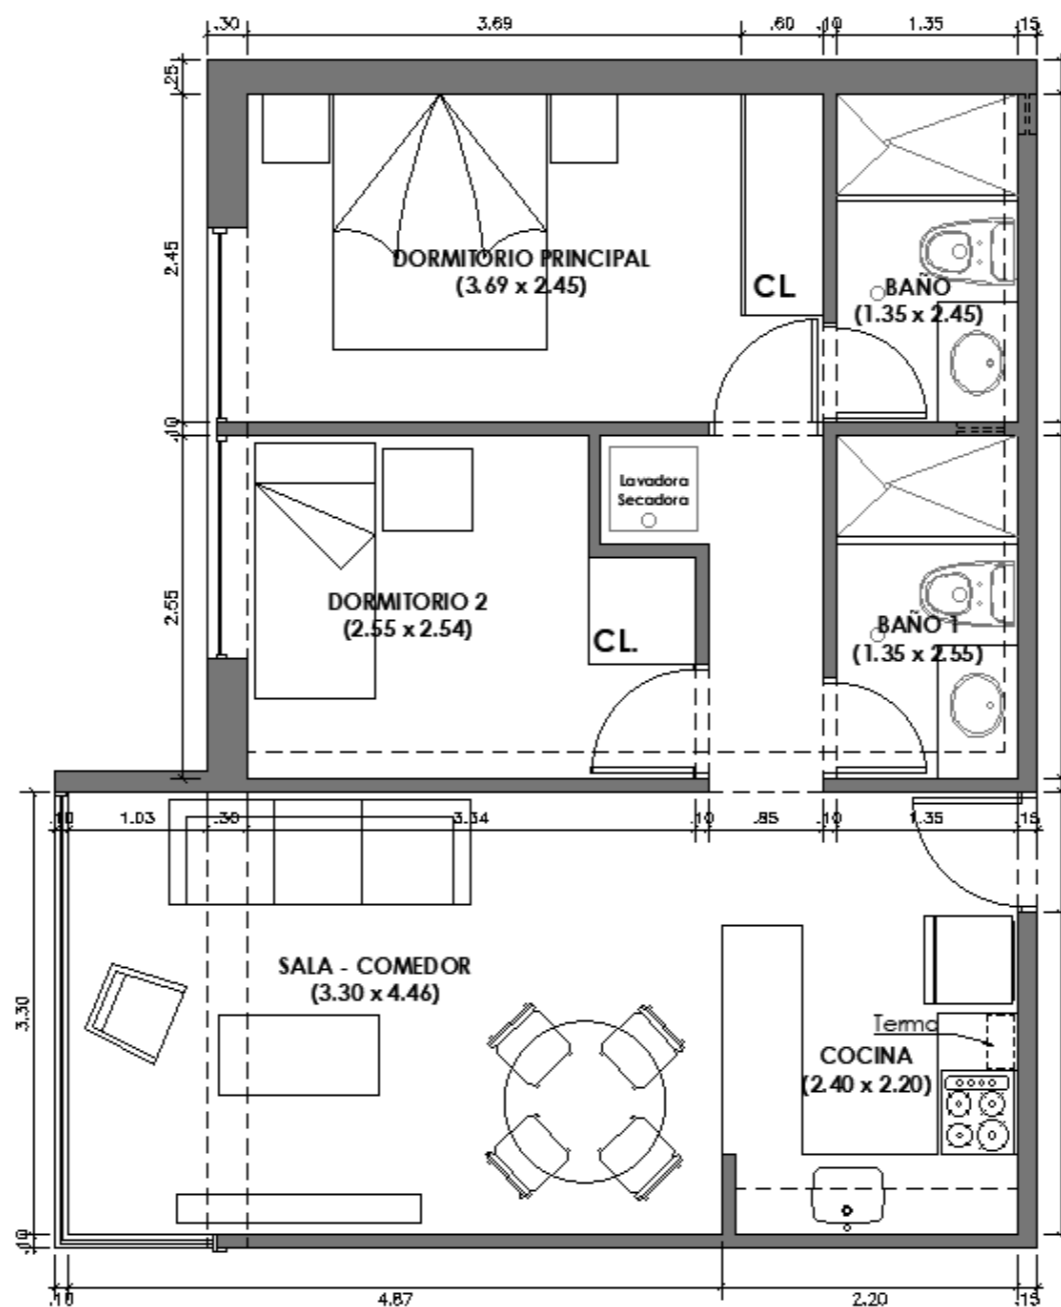 .30 3.69 .60 .10 1.35 .15
.25
2.45
DORMITORIO PRINCIPAL
(3.69 x 2.45)
CL
BAÑO
(1.35 x 2.45)
.10
Lavadora
Secadora
2.55
DORMITORIO 2
(2.55 x 2.54)
CL.
BAÑO 1
(1.35 x 2.55)
.10 1.03 .30 3.34 .10 .85 .10 1.35 .15
SALA - COMEDOR
(3.30 x 4.46)
3.30
Terma
COCINA
(2.40 x 2.20)
.10
.10 4.87 2.20 .15